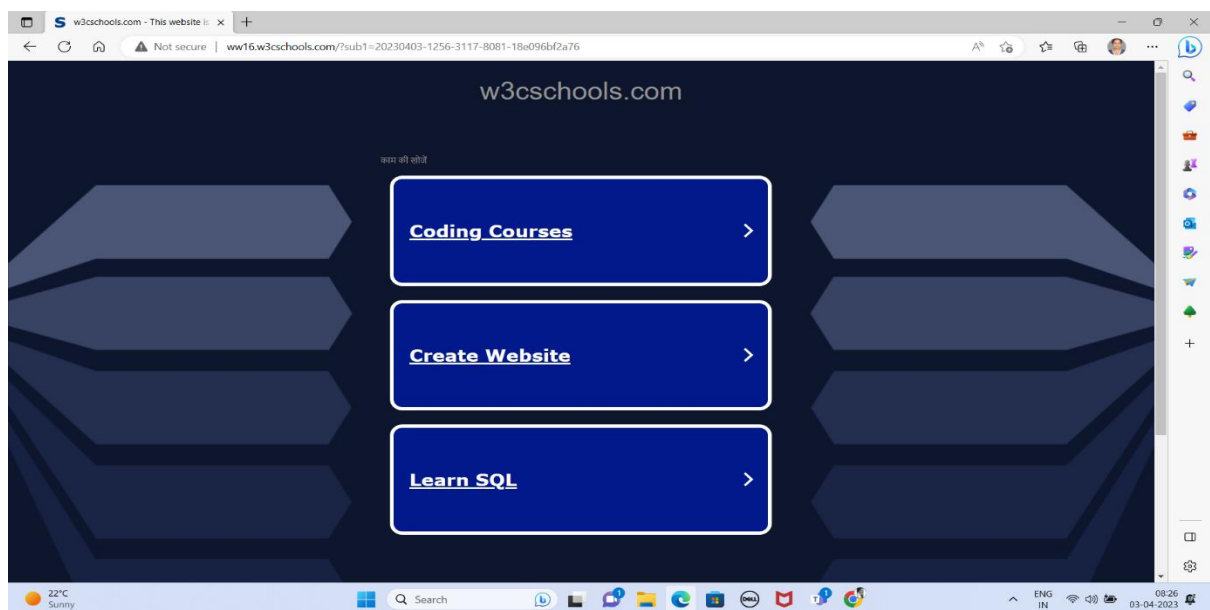 w3cschools.com - This website is
Not secure | ww16.w3cschools.com/?sub1=20230403-1256-3117-8081-18e096bf2a76
w3cschools.com
काम की खोजें
Coding Courses
Create Website
Learn SQL
22°C
Sunny
Search
ENG
IN
08:26
03-04-2023